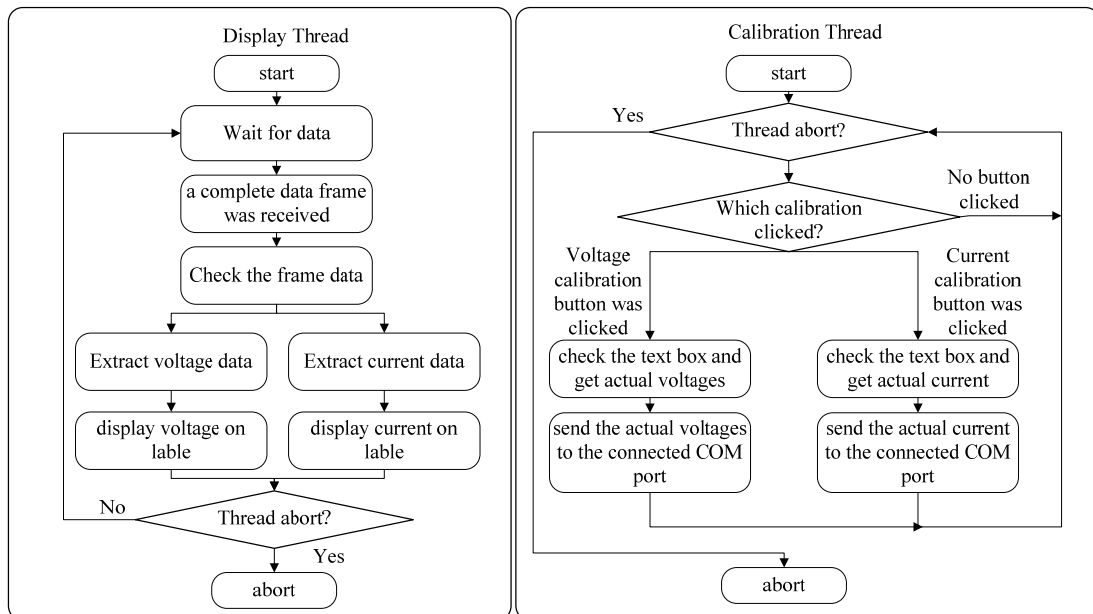 Display Thread
start
Wait for data
a complete data frame
was received
Check the frame data
Extract voltage data
Extract current data
display voltage on
lable
display current on
lable
No
Thread abort?
Yes
abort
Calibration Thread
start
Yes
Thread abort?
No button
clicked
Which calibration
clicked?
Voltage
calibration
button was
clicked
Current
calibration
button was
clicked
check the text box and
get actual voltages
check the text box and
get actual current
send the actual voltages
to the connected COM
port
send the actual current
to the connected COM
port
abort